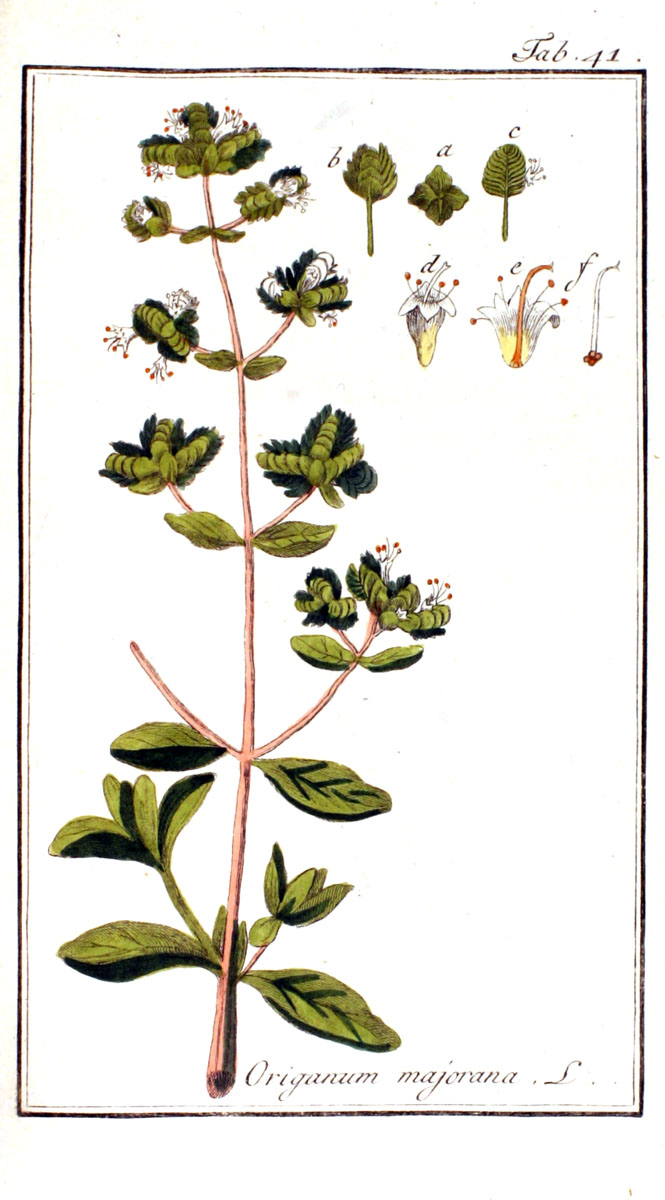 Tab. 41.
b a c
d e f
Origanum majorana. L.